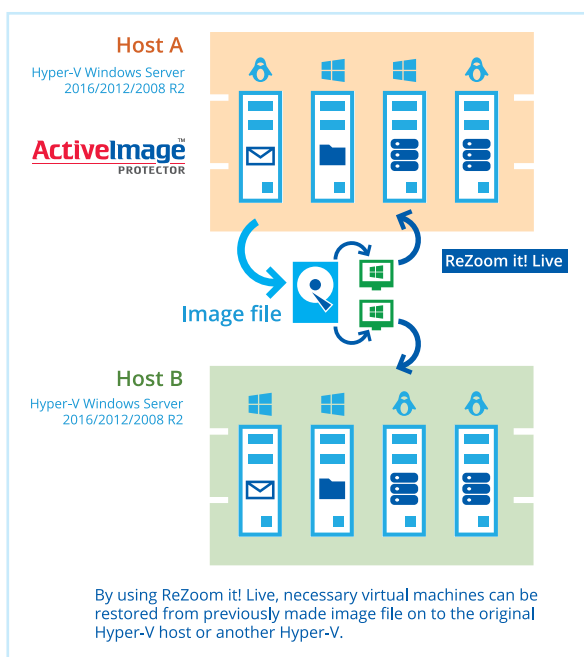 Host A
Hyper-V Windows Server
2016/2012/2008 R2
ActiveImage™
PROTECTOR
ReZoom it! Live
Image file
Host B
Hyper-V Windows Server
2016/2012/2008 R2
By using ReZoom it! Live, necessary virtual machines can be
restored from previously made image file on to the original
Hyper-V host or another Hyper-V.